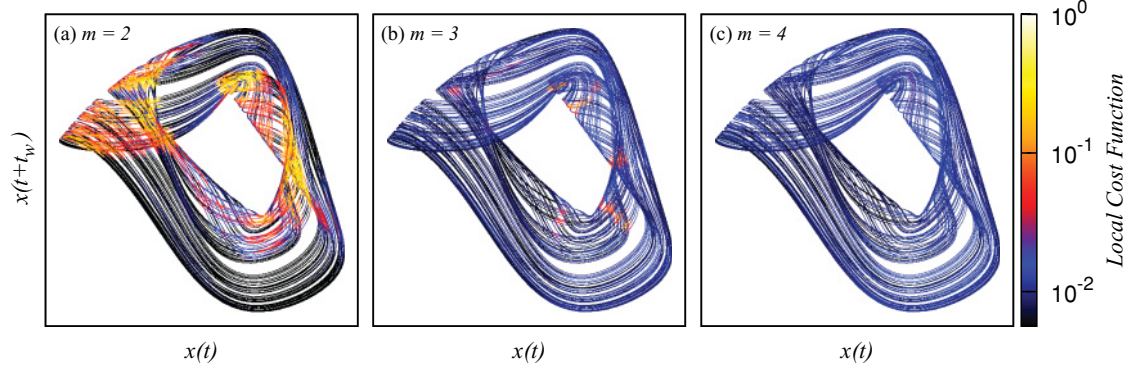 (a) m = 2
(b) m = 3
(c) m = 4
10^0
10^-1
10^-2
Local Cost Function
x(t+t_w)
x(t)
x(t)
x(t)